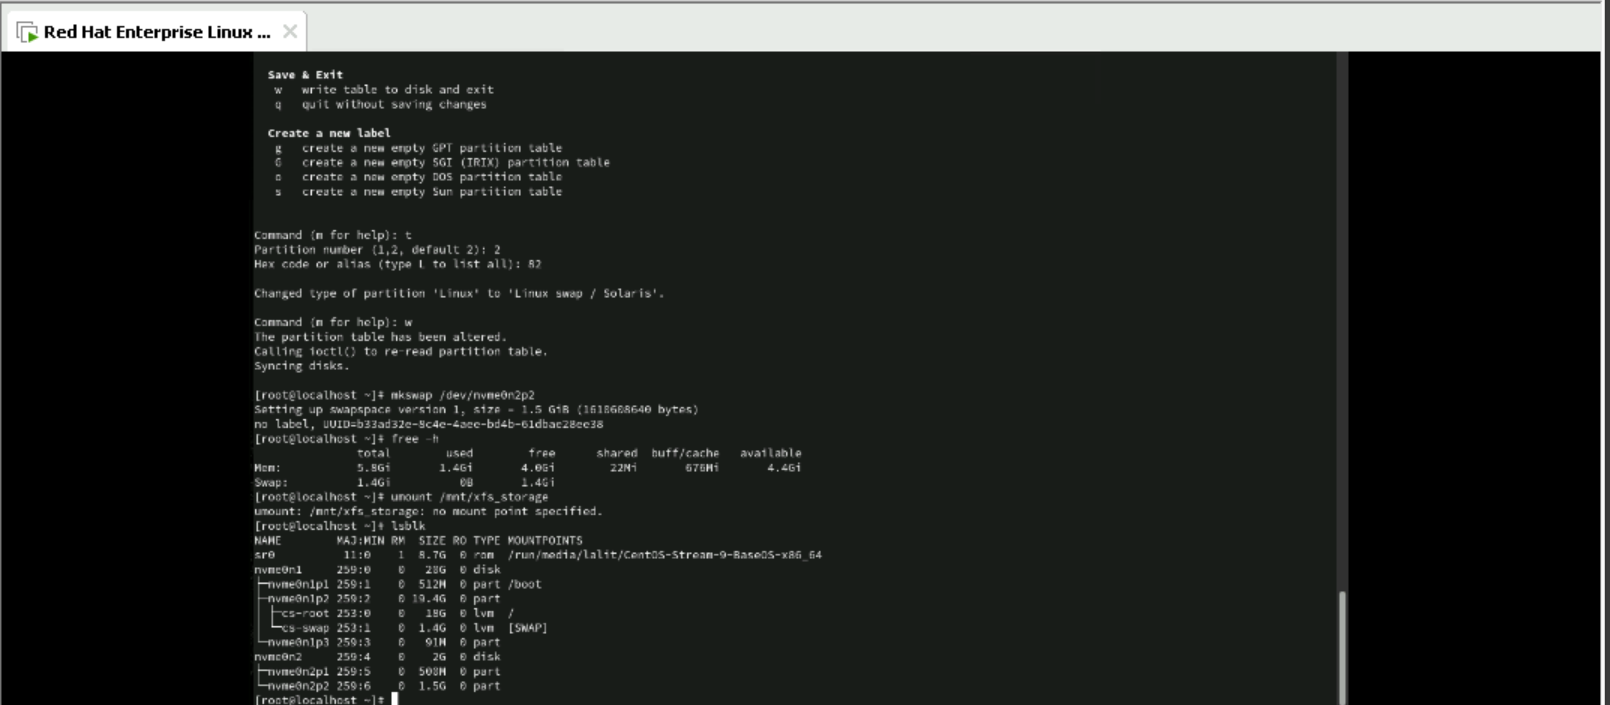 Red Hat Enterprise Linux ...
Save & Exit
w write table to disk and exit
q quit without saving changes
Create a new label
g create a new empty GPT partition table
G create a new empty SGI (IRIX) partition table
o create a new empty DOS partition table
s create a new empty Sun partition table
Command (m for help): t
Partition number (1,2, default 2): 2
Hex code or alias (type L to list all): 82
Changed type of partition 'Linux' to 'Linux swap / Solaris'.
Command (m for help): w
The partition table has been altered.
Calling ioctl() to re-read partition table.
Syncing disks.
[root@localhost ~]# mkswap /dev/nvme0n2p2
Setting up swapspace version 1, size = 1.5 GiB (1610608640 bytes)
no label, UUID=b33ad32e-8c4e-4aee-bd4b-61dbae28ee38
[root@localhost ~]# free -h
total used free shared buff/cache available
Mem: 5.8Gi 1.4Gi 4.0Gi 22Mi 676Mi 4.4Gi
Swap: 1.4Gi 0B 1.4Gi
[root@localhost ~]# umount /mnt/xfs_storage
umount: /mnt/xfs_storage: no mount point specified.
[root@localhost ~]# lsblk
NAME MAJ:MIN RM SIZE RO TYPE MOUNTPOINTS
sr0 11:0 1 8.7G 0 rom /run/media/lalit/CentOS-Stream-9-BaseOS-x86_64
nvme0n1 259:0 0 20G 0 disk
├─nvme0n1p1 259:1 0 512M 0 part /boot
├─nvme0n1p2 259:2 0 19.4G 0 part
│ ├─cs-root 253:0 0 18G 0 lvm /
│ └─cs-swap 253:1 0 1.4G 0 lvm [SWAP]
└─nvme0n1p3 259:3 0 91M 0 part
nvme0n2 259:4 0 2G 0 disk
├─nvme0n2p1 259:5 0 500M 0 part
└─nvme0n2p2 259:6 0 1.5G 0 part
[root@localhost ~]#